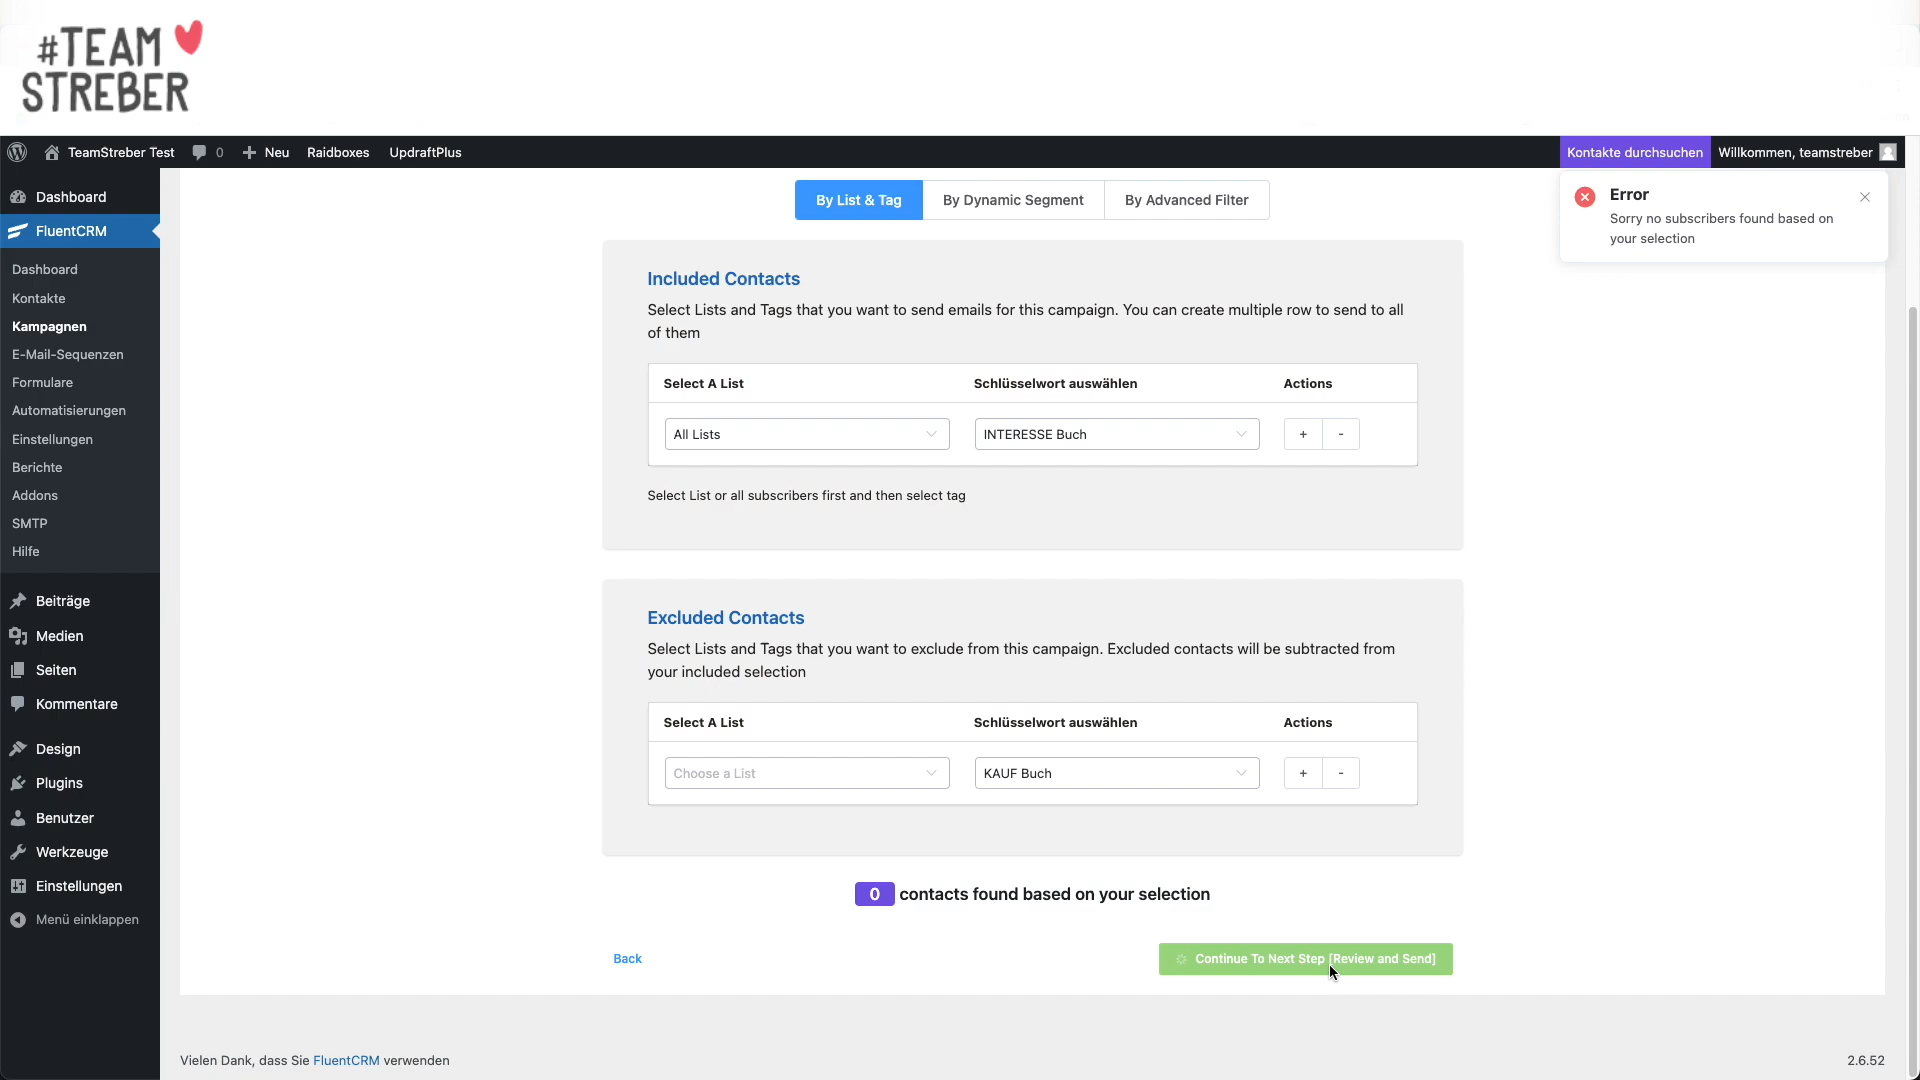 #TEAM
STREBER
TeamStreber Test
0
Neu
Raidboxes
UpdraftPlus
Kontakte durchsuchen
Willkommen, teamstreber
Dashboard
FluentCRM
Dashboard
Kontakte
Kampagnen
E-Mail-Sequenzen
Formulare
Automatisierungen
Einstellungen
Berichte
Addons
SMTP
Hilfe
Beiträge
Medien
Seiten
Kommentare
Design
Plugins
Benutzer
Werkzeuge
Einstellungen
Menü einklappen
By List & Tag
By Dynamic Segment
By Advanced Filter
Error
Sorry no subscribers found based on
your selection
Included Contacts
Select Lists and Tags that you want to send emails for this campaign. You can create multiple row to send to all
of them
Select A List
Schlüsselwort auswählen
Actions
All Lists
INTERESSE Buch
+
-
Select List or all subscribers first and then select tag
Excluded Contacts
Select Lists and Tags that you want to exclude from this campaign. Excluded contacts will be subtracted from
your included selection
Select A List
Schlüsselwort auswählen
Actions
Choose a List
KAUF Buch
+
-
0 contacts found based on your selection
Back
Continue To Next Step [Review and Send]
Vielen Dank, dass Sie FluentCRM verwenden
2.6.52